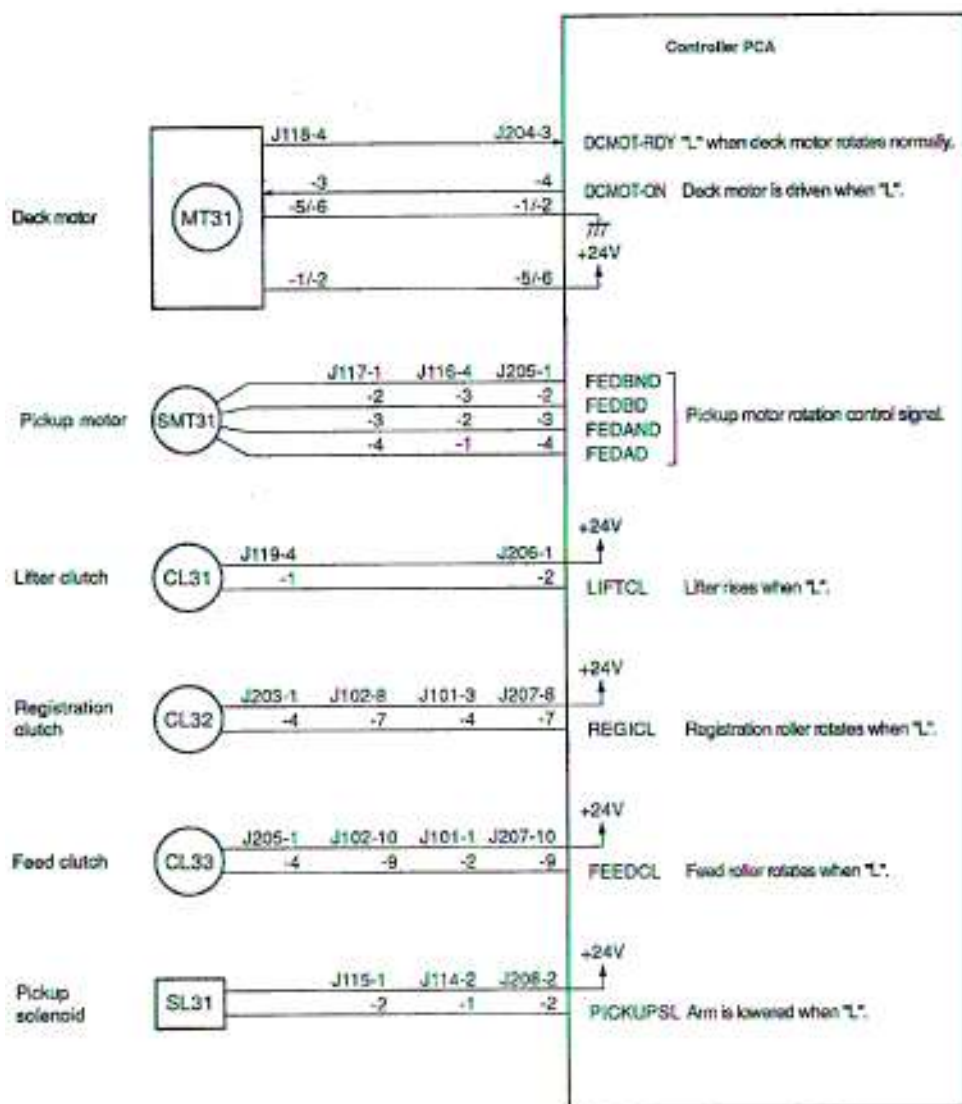 Controller PCA
J118-4 J204-3 DCMOT-RDY "L" when deck motor rotates normally.
-3 -4 DCMOT-ON Deck motor is driven when "L".
Deck motor MT31 -5/-6 -1/-2
+24V
-1/-2 -5/-6
J117-1 J116-4 J205-1 FEDBND
-2 -3 -2 FEDBD
Pickup motor SMT31 -3 -2 -3 FEDAND Pickup motor rotation control signal.
-4 -1 -4 FEDAD
+24V
J119-4 J206-1
Lifter clutch CL31 -1 -2 LIFTCL Lifter rises when "L".
+24V
J203-1 J102-8 J101-3 J207-8
Registration clutch CL32 -4 -7 -4 -7 REGICL Registration roller rotates when "L".
+24V
J205-1 J102-10 J101-1 J207-10
Feed clutch CL33 -4 -9 -2 -9 FEEDCL Feed roller rotates when "L".
+24V
J115-1 J114-2 J208-2
Pickup solenoid SL31 -2 -1 -2 PICKUPSL Arm is lowered when "L".